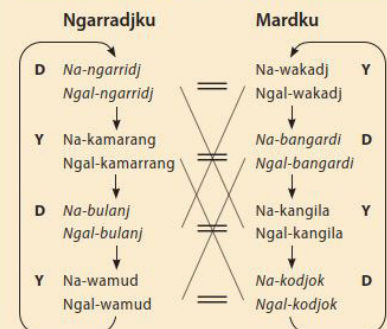 Ngarradjku Mardku
D Na-ngarridj Na-wakadj Y
Ngal-ngarridj Ngal-wakadj
Y Na-kamarang Na-bangardi D
Ngal-kamarrang Ngal-bangardi
D Na-bulanj Na-kangila Y
Ngal-bulanj Ngal-kangila
Y Na-wamud Na-kodjok D
Ngal-wamud Ngal-kodjok